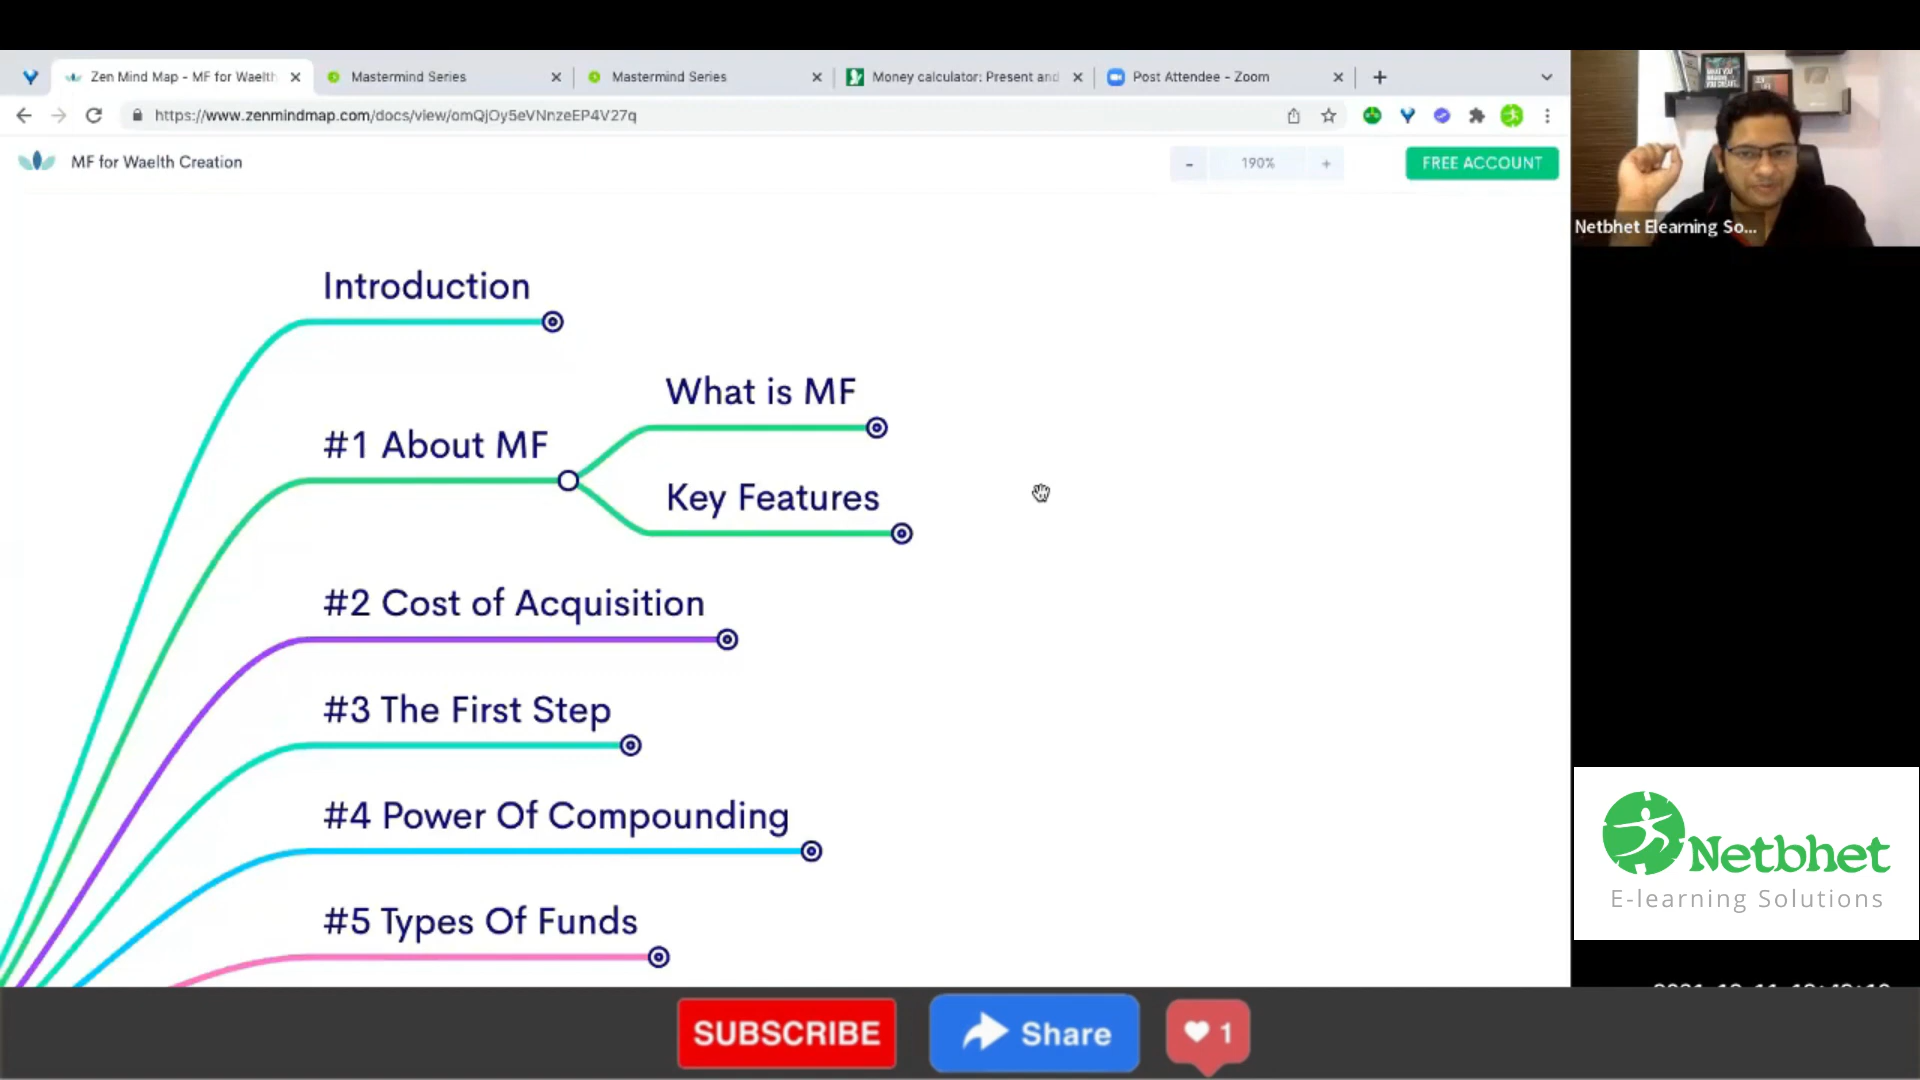 Zen Mind Map - MF for Waelth
Mastermind Series
Mastermind Series
Money calculator: Present and
Post Attendee - Zoom
https://www.zenmindmap.com/docs/view/omQjOy5eVNnzeEP4V27q
MF for Waelth Creation
-
190%
+
FREE ACCOUNT
Netbhet Elearning So...
Introduction
What is MF
#1 About MF
Key Features
#2 Cost of Acquisition
#3 The First Step
#4 Power Of Compounding
#5 Types Of Funds
Netbhet
E-learning Solutions
SUBSCRIBE
Share
1